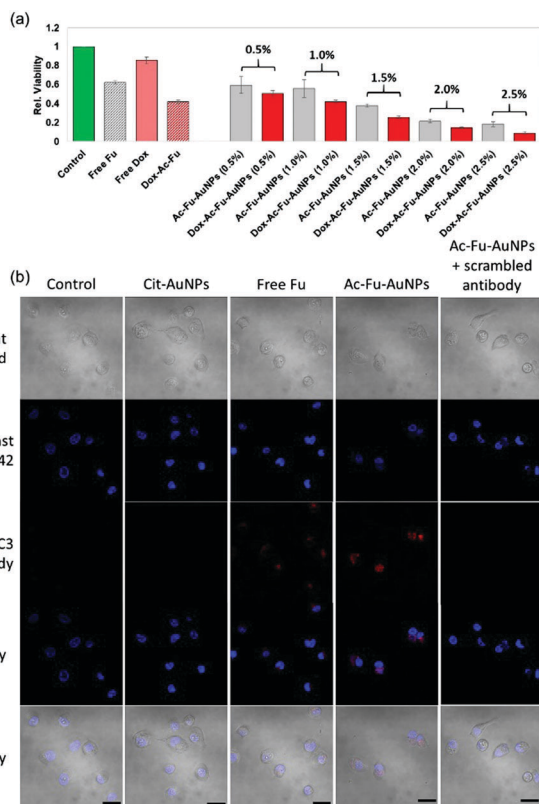 (a)
Rel. Viability
1.2
1
0.8
0.6
0.4
0.2
0
0.5%
1.0%
1.5%
2.0%
2.5%
Control
Free Fu
Free Dox
Dox-Ac-Fu
Ac-Fu-AuNPs (0.5%)
Dox-Ac-Fu-AuNPs (0.5%)
Ac-Fu-AuNPs (1.0%)
Dox-Ac-Fu-AuNPs (1.0%)
Ac-Fu-AuNPs (1.5%)
Dox-Ac-Fu-AuNPs (1.5%)
Ac-Fu-AuNPs (2.0%)
Dox-Ac-Fu-AuNPs (2.0%)
Ac-Fu-AuNPs (2.5%)
Dox-Ac-Fu-AuNPs (2.5%)
(b)
Control
Cit-AuNPs
Free Fu
Ac-Fu-AuNPs
Ac-Fu-AuNPs
+ scrambled
antibody
42
C3